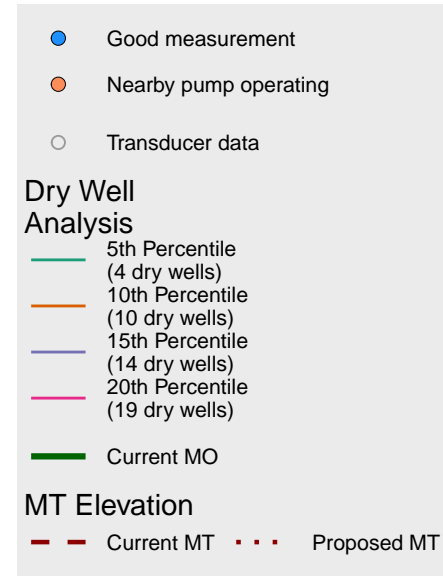 Good measurement
Nearby pump operating
Transducer data
Dry Well
Analysis
5th Percentile
(4 dry wells)
10th Percentile
(10 dry wells)
15th Percentile
(14 dry wells)
20th Percentile
(19 dry wells)
Current MO
MT Elevation
Current MT Proposed MT